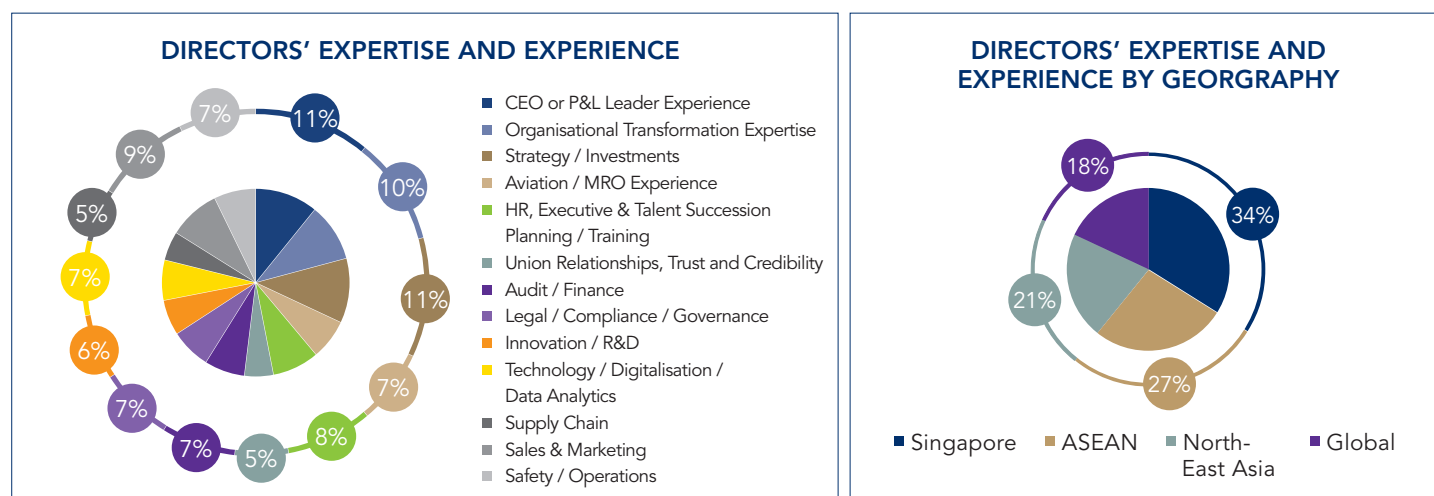 DIRECTORS’ EXPERTISE AND EXPERIENCE
11%
10%
11%
7%
8%
5%
7%
7%
6%
7%
5%
9%
7%
CEO or P&L Leader Experience
Organisational Transformation Expertise
Strategy / Investments
Aviation / MRO Experience
HR, Executive & Talent Succession
Planning / Training
Union Relationships, Trust and Credibility
Audit / Finance
Legal / Compliance / Governance
Innovation / R&D
Technology / Digitalisation /
Data Analytics
Supply Chain
Sales & Marketing
Safety / Operations
DIRECTORS’ EXPERTISE AND
EXPERIENCE BY GEORGRAPHY
34%
27%
21%
18%
Singapore
ASEAN
North-
East Asia
Global